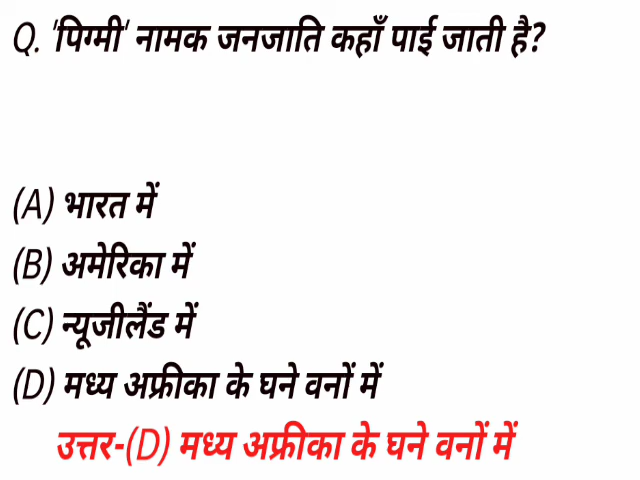 Q. 'पिग्मी' नामक जनजाति कहाँ पाई जाती है?
(A) भारत में
(B) अमेरिका में
(C) न्यूजीलैंड में
(D) मध्य अफ्रीका के घने वनों में
उत्तर-(D) मध्य अफ्रीका के घने वनों में